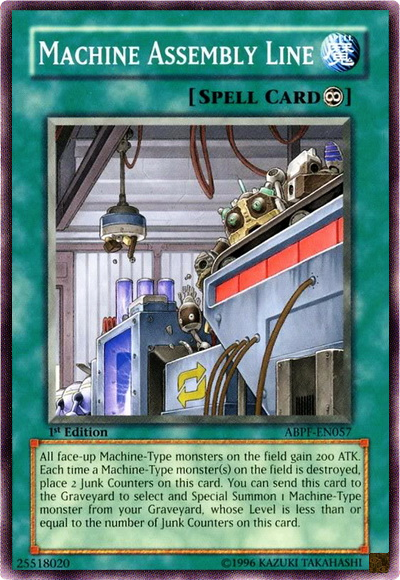 MACHINE ASSEMBLY LINE 魔
[SPELL CARD]
1st Edition ABPF-EN057
All face-up Machine-Type monsters on the field gain 200 ATK.
Each time a Machine-Type monster(s) on the field is destroyed,
place 2 Junk Counters on this card. You can send this card to
the Graveyard to select and Special Summon 1 Machine-Type
monster from your Graveyard, whose Level is less than or
equal to the number of Junk Counters on this card.
25518020 ©1996 KAZUKI TAKAHASHI